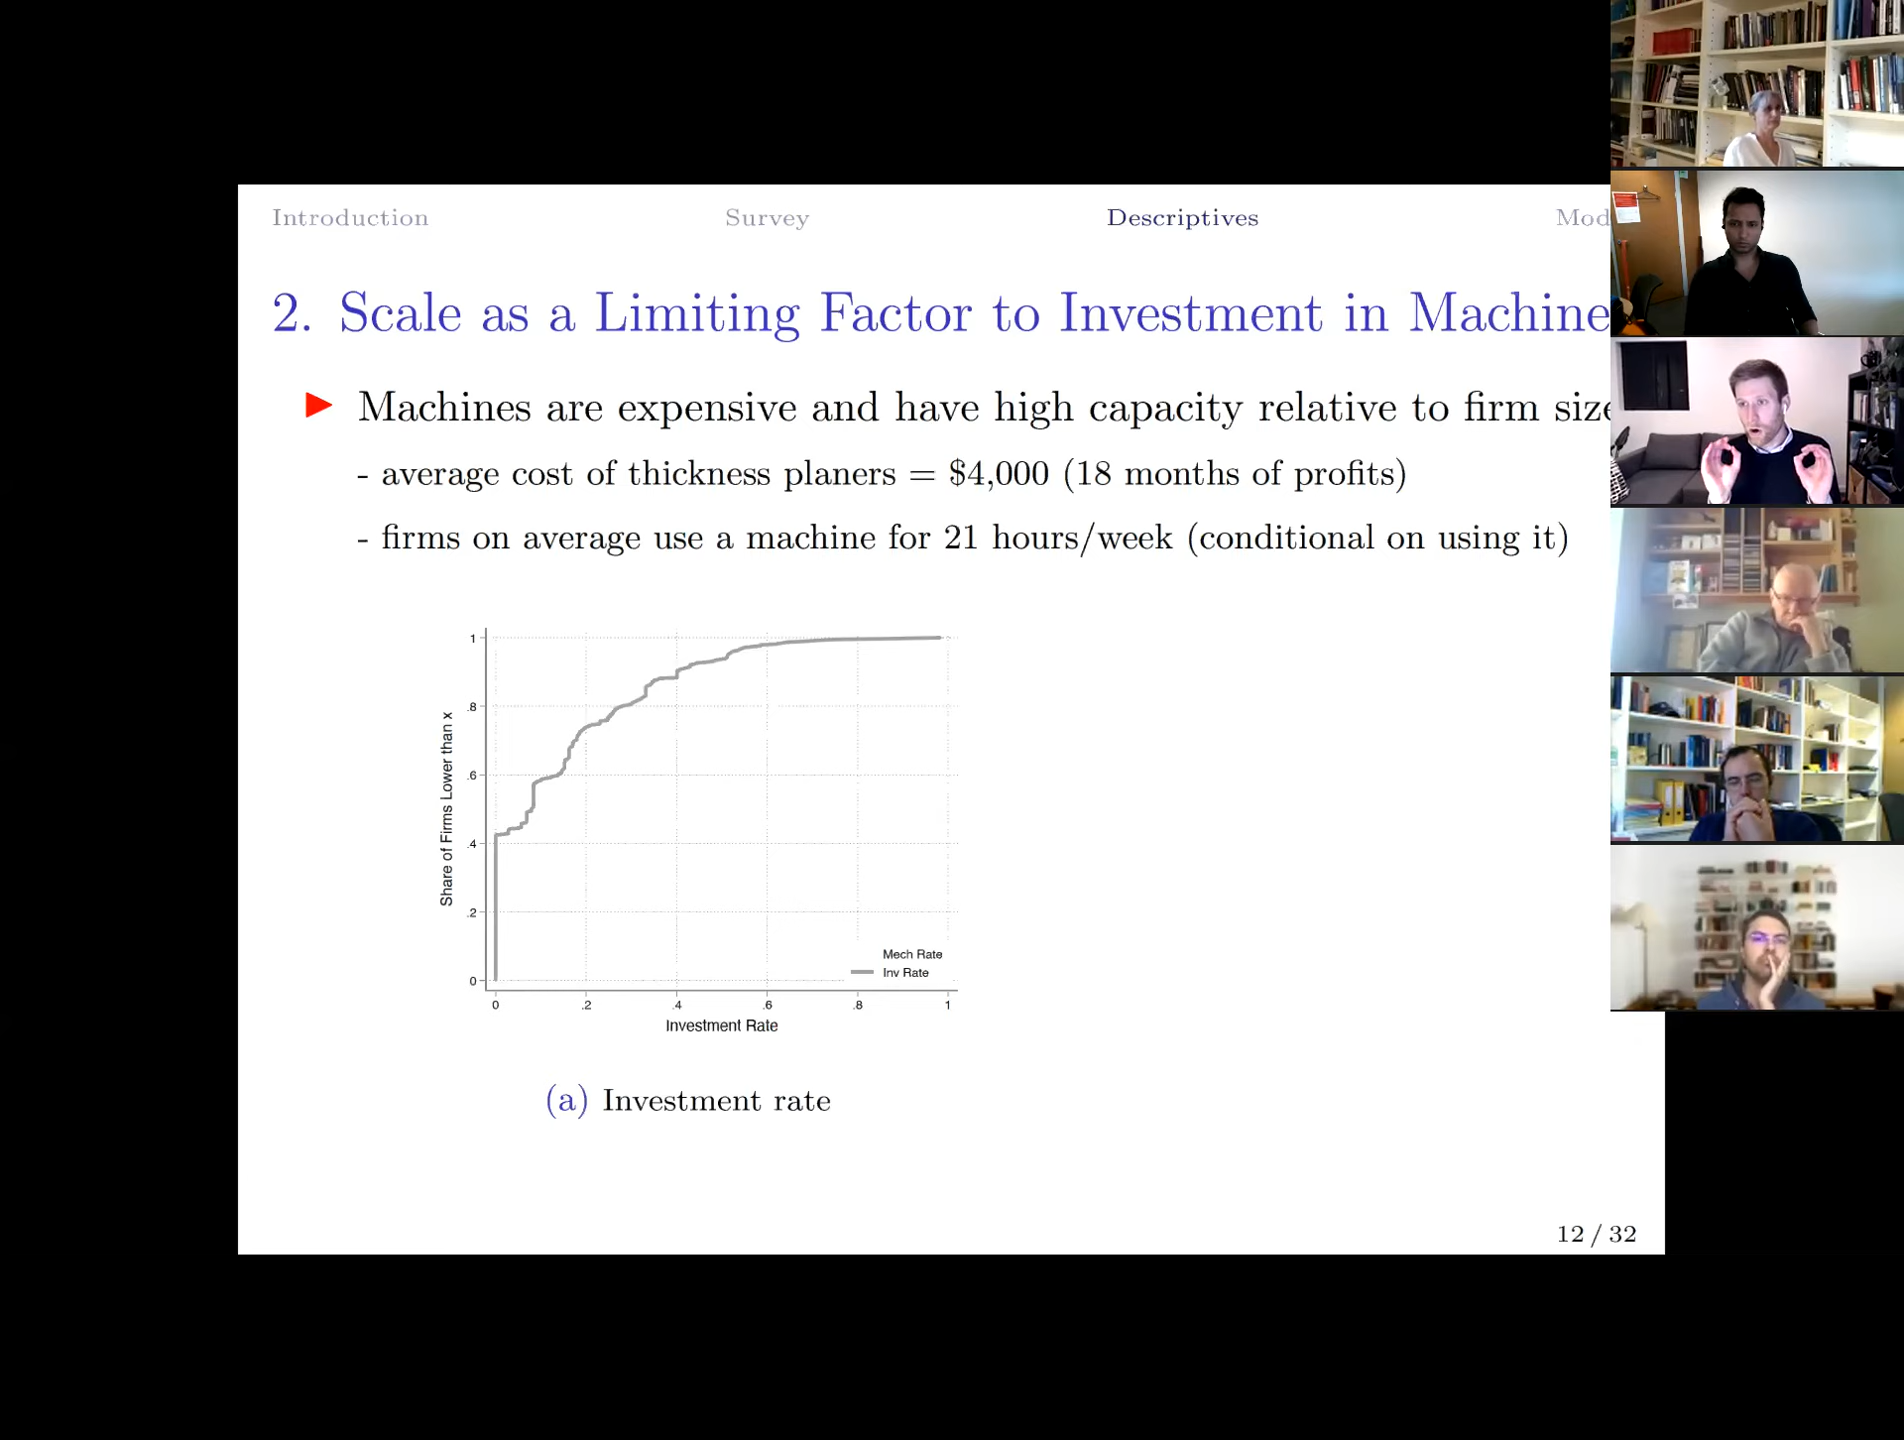 Introduction Survey Descriptives Mod
2. Scale as a Limiting Factor to Investment in Machine
Machines are expensive and have high capacity relative to firm size
- average cost of thickness planers = $4,000 (18 months of profits)
- firms on average use a machine for 21 hours/week (conditional on using it)
Share of Firms Lower than x
1
.8
.6
.4
.2
0
Mech Rate
Inv Rate
0 .2 .4 .6 .8 1
Investment Rate
(a) Investment rate
12 / 32